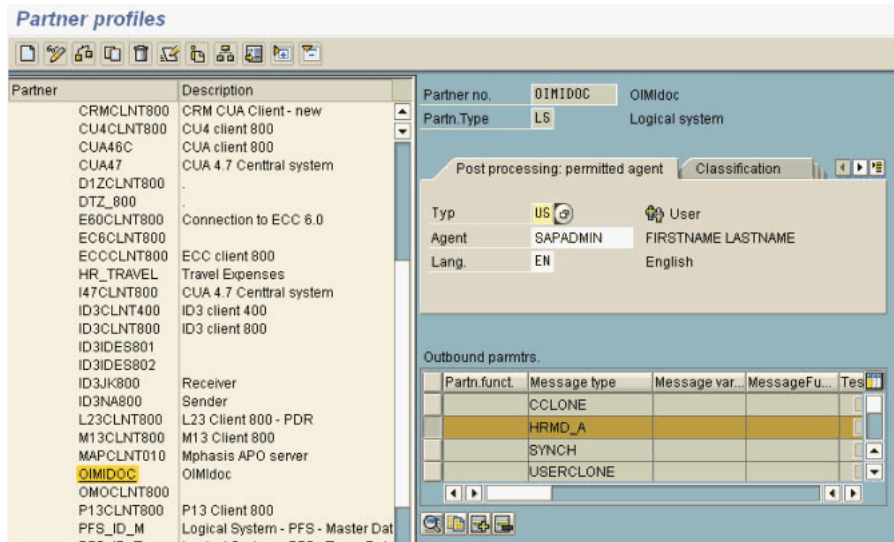 Partner profiles
Partner Description
CRMCLNT800 CRM CUA Client - new
CU4CLNT800 CU4 client 800
CUA46C CUA client 800
CUA47 CUA 4.7 Centtral system
D1ZCLNT800 .
DTZ_800 .
E60CLNT800 Connection to ECC 6.0
EC6CLNT800
ECCCLNT800 ECC client 800
HR_TRAVEL Travel Expenses
I47CLNT800 CUA 4.7 Centtral system
ID3CLNT400 ID3 client 400
ID3CLNT800 ID3 client 800
ID3IDES801
ID3IDES802
ID3JK800 Receiver
ID3NA800 Sender
L23CLNT800 L23 Client 800 - PDR
M13CLNT800 M13 Client 800
MAPCLNT010 Mphasis APO server
OIMIDOC OIMIdoc
OMOCLNT800
P13CLNT800 P13 Client 800
PFS_ID_M Logical System - PFS - Master Dat
Partner no. OIMIDOC OIMIdoc
Partn.Type LS Logical system
Post processing: permitted agent Classification
Typ US User
Agent SAPADMIN FIRSTNAME LASTNAME
Lang. EN English
Outbound parmtrs.
Partn.funct. Message type Message var... MessageFu... Tes
CCLONE
HRMD_A
SYNCH
USERCLONE